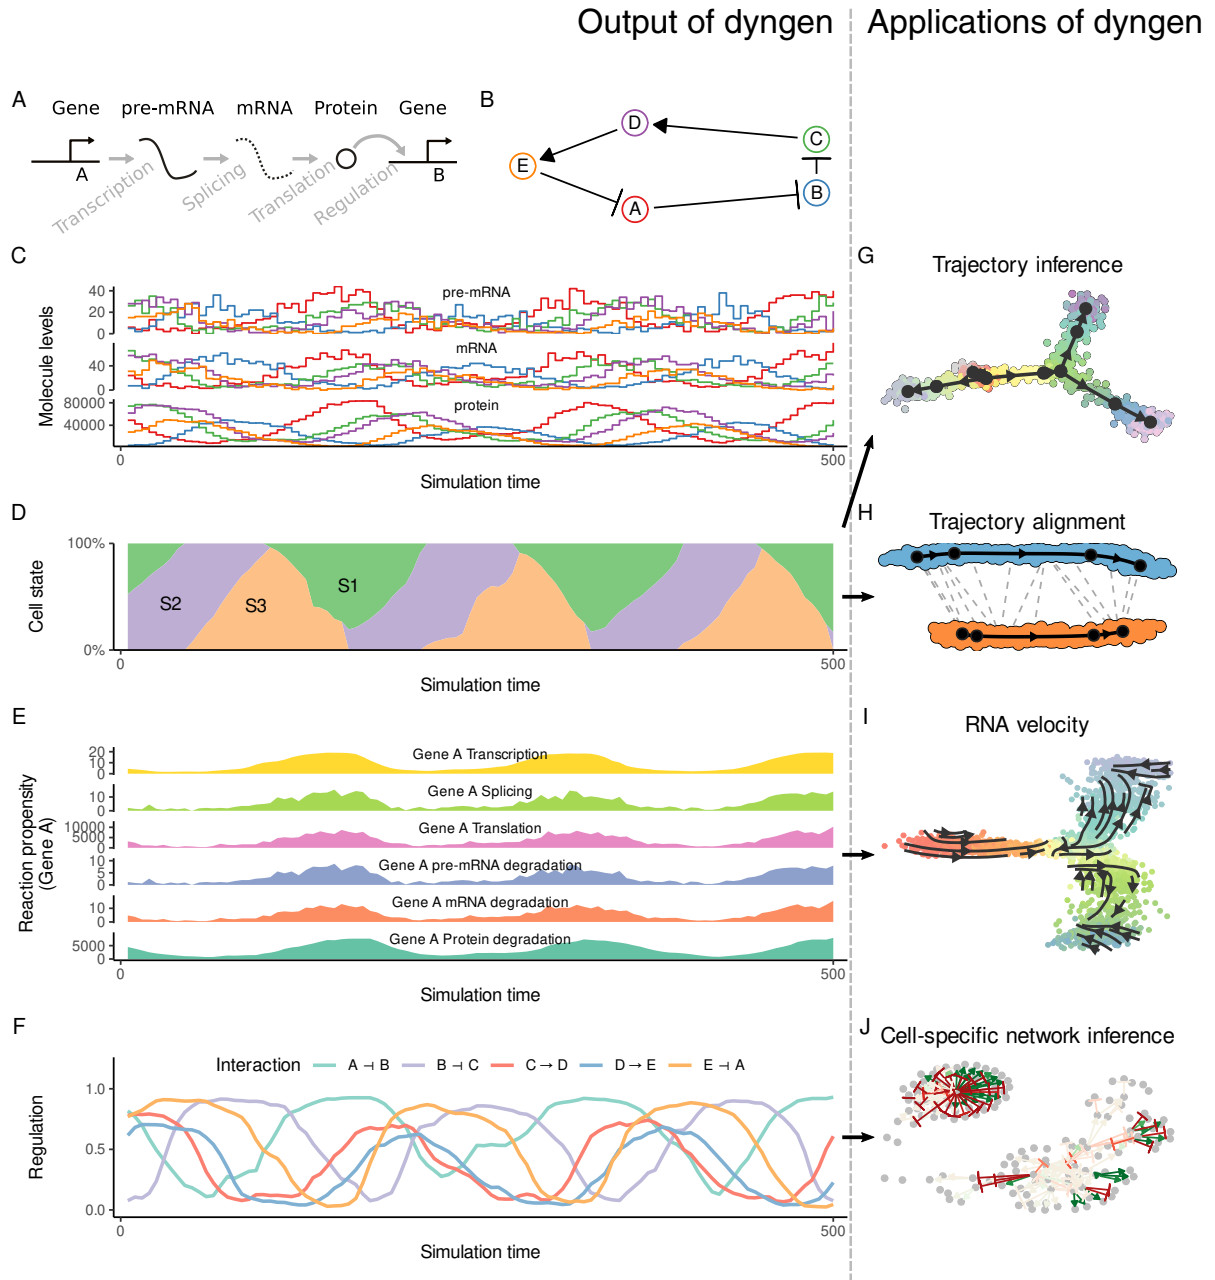 Output of dyngen
Applications of dyngen
A
Gene
pre-mRNA
mRNA
Protein
Gene
A
B
Transcription
Splicing
Translation
Regulation
B
D
C
E
B
A
C
Molecule levels
pre-mRNA
40
20
0
mRNA
40
0
protein
80000
40000
0
500
Simulation time
D
Cell state
100%
0%
S2
S3
S1
0
500
Simulation time
E
Reaction propensity
(Gene A)
20
10
0
Gene A Transcription
10
0
Gene A Splicing
10000
5000
0
Gene A Translation
10
5
0
Gene A pre-mRNA degradation
10
0
Gene A mRNA degradation
5000
0
Gene A Protein degradation
0
500
Simulation time
F
Interaction
A ⊣ B
B ⊣ C
C → D
D → E
E ⊣ A
Regulation
1.0
0.5
0.0
0
500
Simulation time
G
Trajectory inference
H
Trajectory alignment
I
RNA velocity
J
Cell-specific network inference